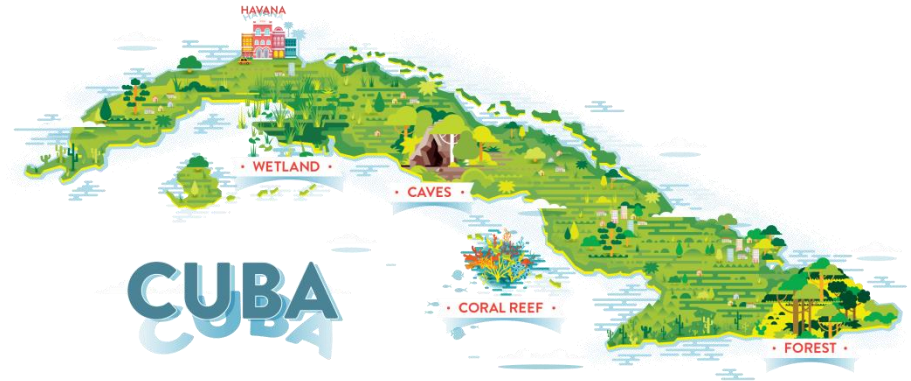 HAVANA
WETLAND
CAVES
CORAL REEF
CUBA
FOREST